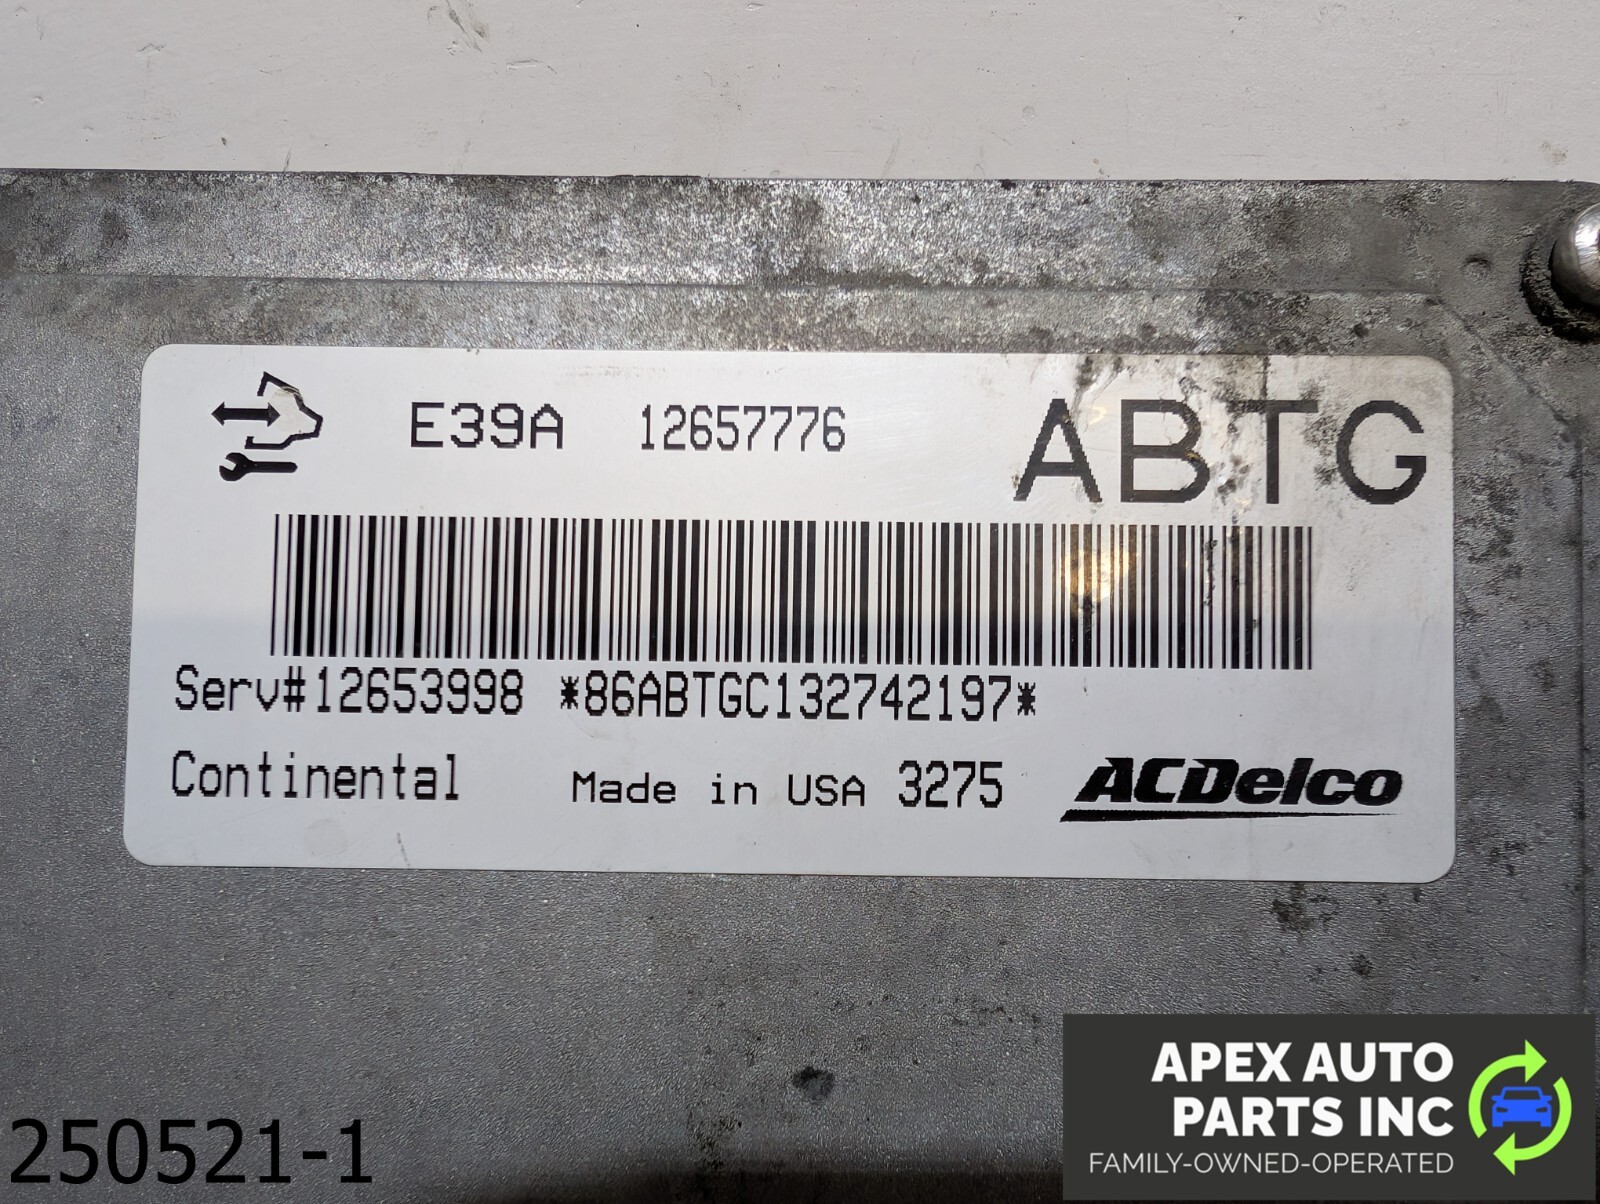 E39A 12657776 ABTG
Serv#12653998 *86ABTGC132742197*
Continental Made in USA 3275 ACDelco
APEX AUTO
PARTS INC
FAMILY-OWNED-OPERATED
250521-1